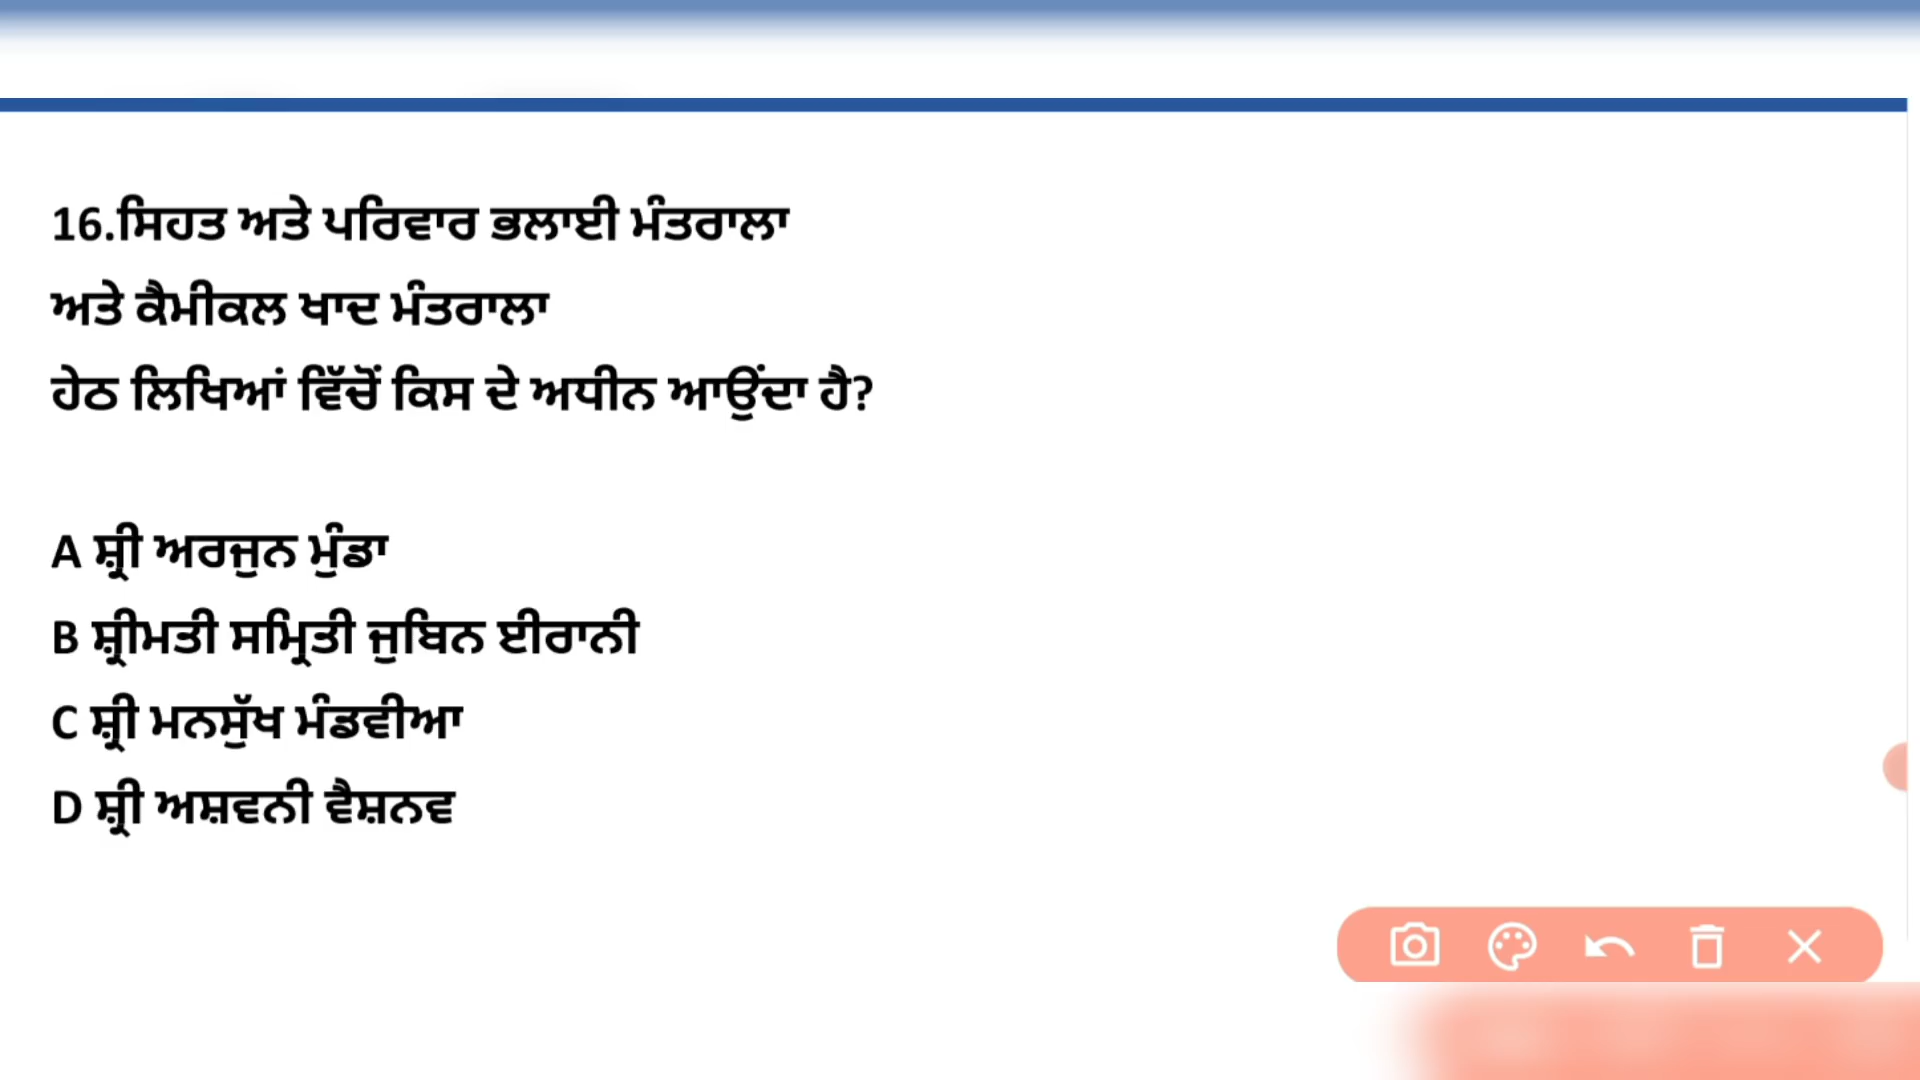 16.ਸਿਹਤ ਅਤੇ ਪਰਿਵਾਰ ਭਲਾਈ ਮੰਤਰਾਲਾ
ਅਤੇ ਕੈਮੀਕਲ ਖਾਦ ਮੰਤਰਾਲਾ
ਹੇਠ ਲਿਖਿਆਂ ਵਿੱਚੋਂ ਕਿਸ ਦੇ ਅਧੀਨ ਆਉਂਦਾ ਹੈ?
A ਸ਼੍ਰੀ ਅਰਜੁਨ ਮੁੰਡਾ
B ਸ਼੍ਰੀਮਤੀ ਸਮ੍ਰਿਤੀ ਜੁਬਿਨ ਈਰਾਨੀ
C ਸ਼੍ਰੀ ਮਨਸੁੱਖ ਮੰਡਵੀਆ
D ਸ਼੍ਰੀ ਅਸ਼ਵਨੀ ਵੈਸ਼ਨਵ